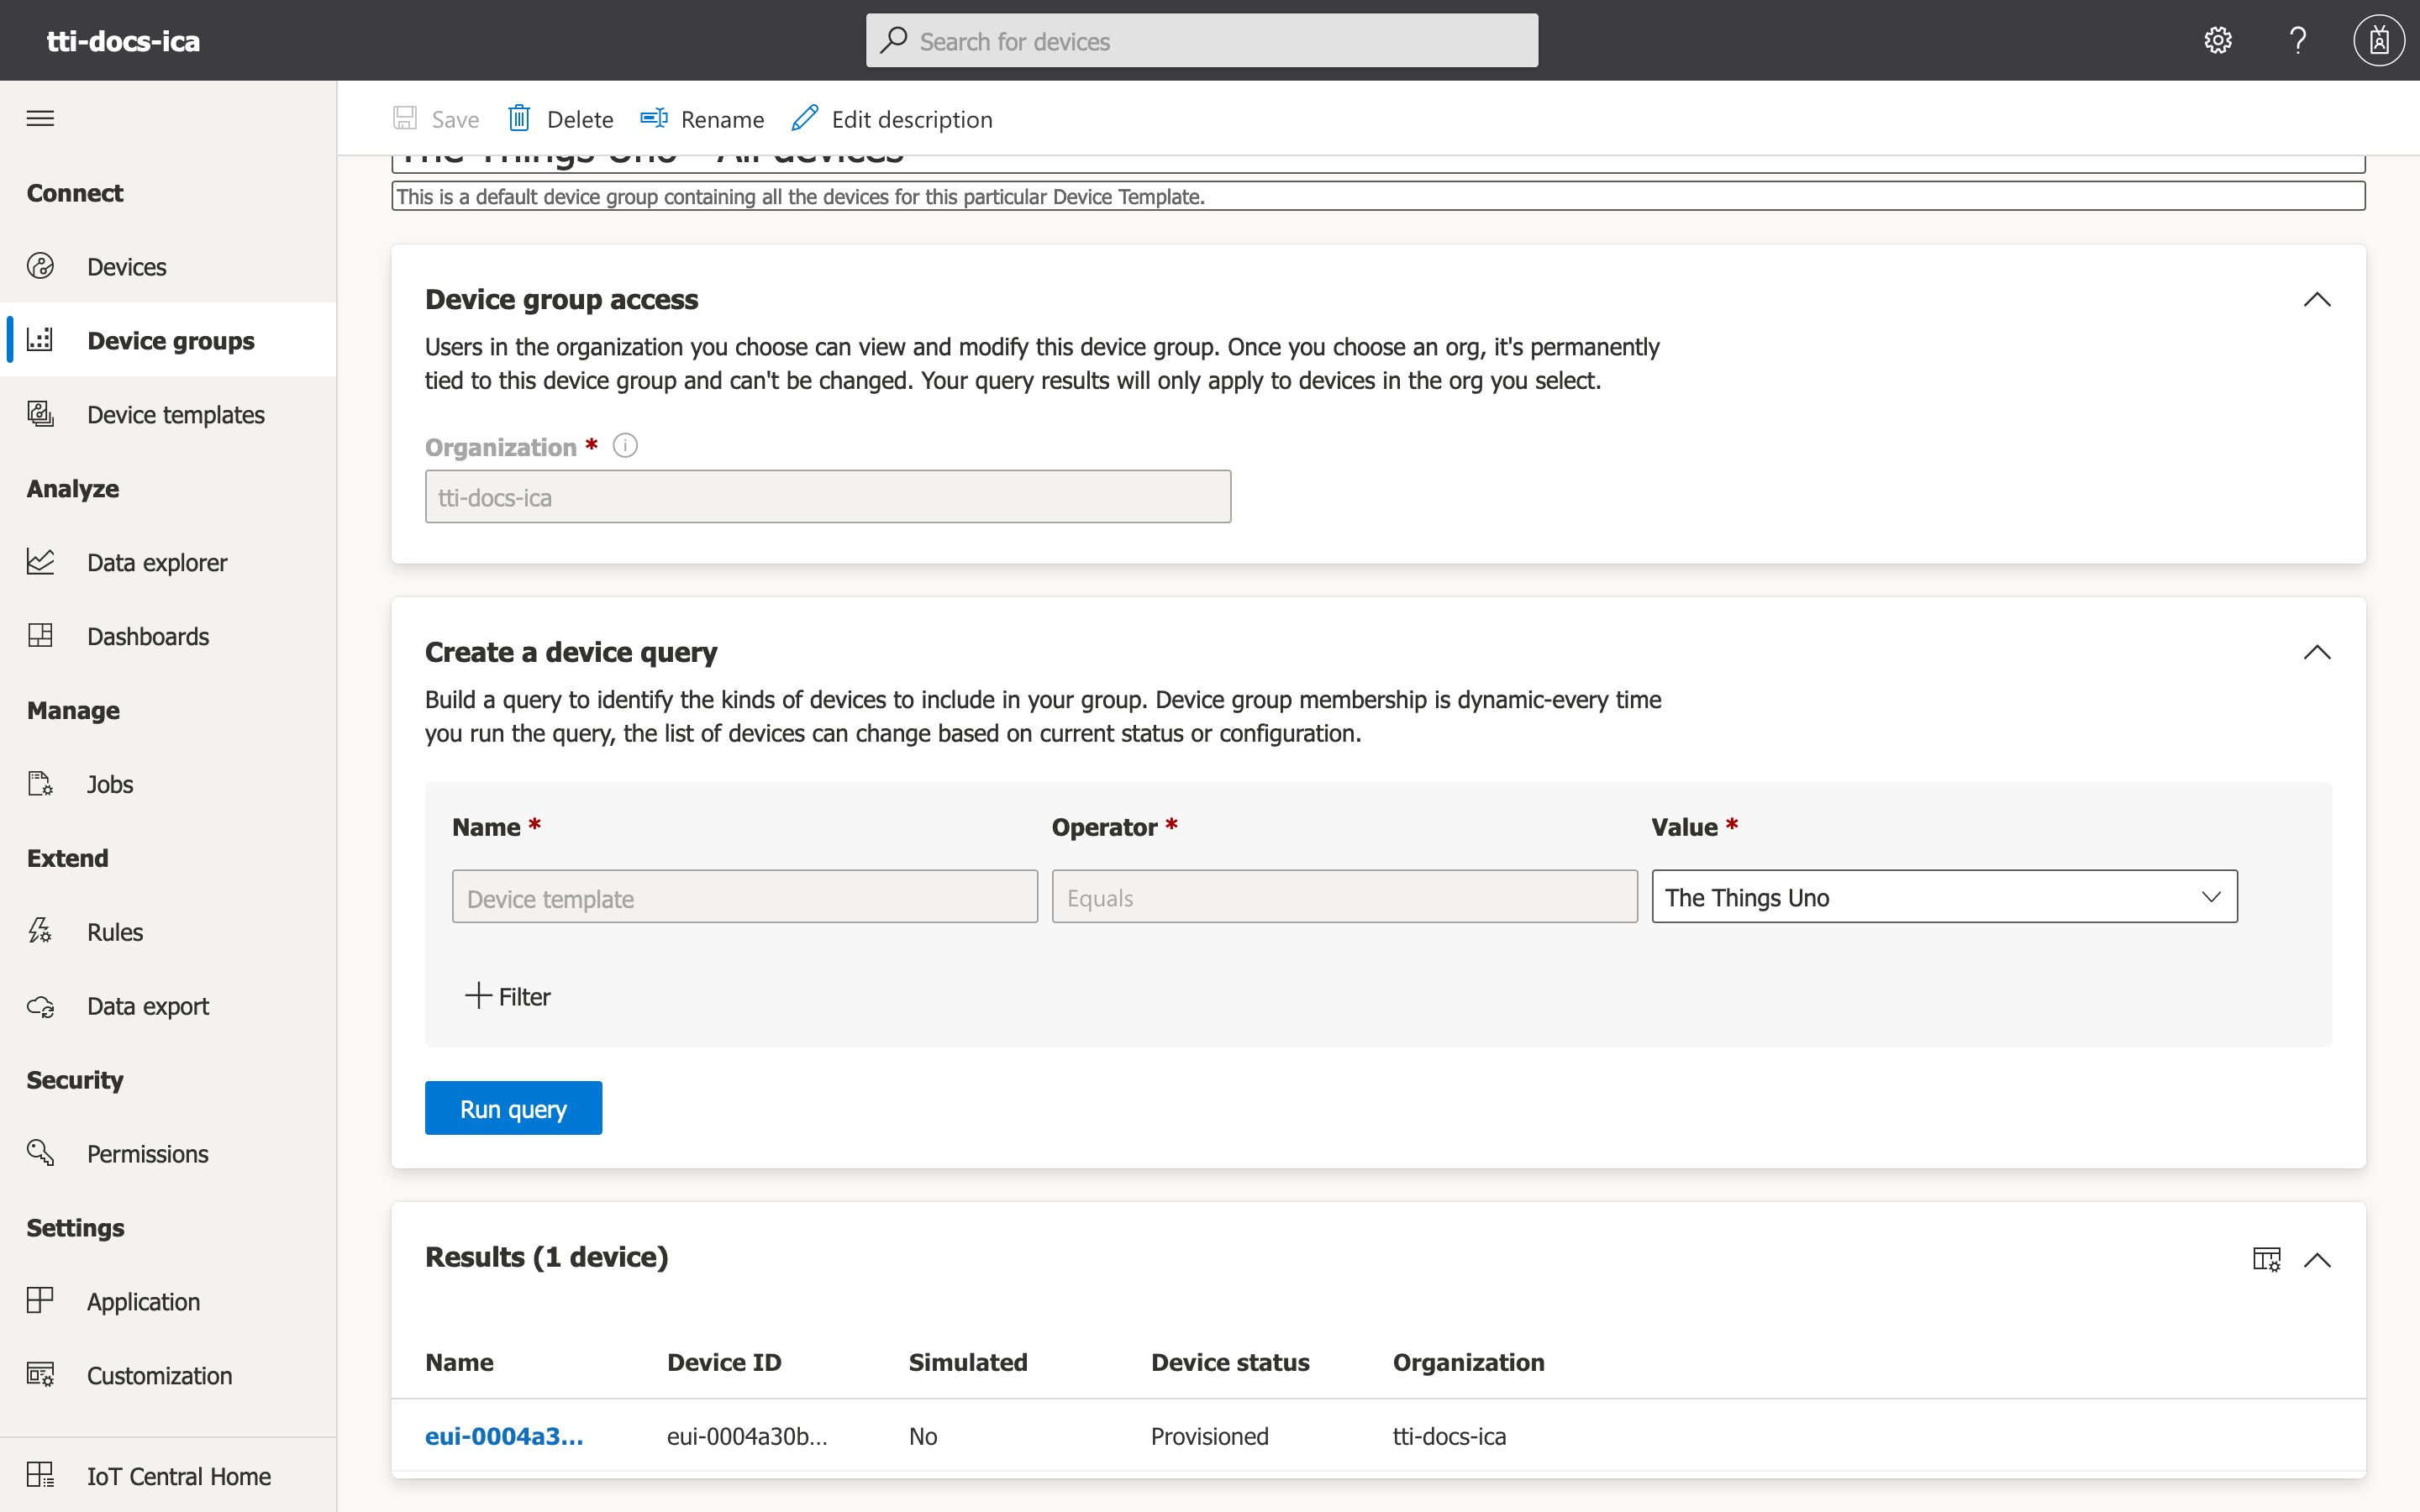 tti-docs-ica
Search for devices
Save
Delete
Rename
Edit description
The Things Uno - All devices
This is a default device group containing all the devices for this particular Device Template.
Connect
Devices
Device groups
Device templates
Analyze
Data explorer
Dashboards
Manage
Jobs
Extend
Rules
Data export
Security
Permissions
Settings
Application
Customization
IoT Central Home
Device group access
Users in the organization you choose can view and modify this device group. Once you choose an org, it's permanently
tied to this device group and can't be changed. Your query results will only apply to devices in the org you select.
Organization *
tti-docs-ica
Create a device query
Build a query to identify the kinds of devices to include in your group. Device group membership is dynamic-every time
you run the query, the list of devices can change based on current status or configuration.
Name * Operator * Value *
Device template Equals The Things Uno
Filter
Run query
Results (1 device)
Name Device ID Simulated Device status Organization
eui-0004a3... eui-0004a30b... No Provisioned tti-docs-ica